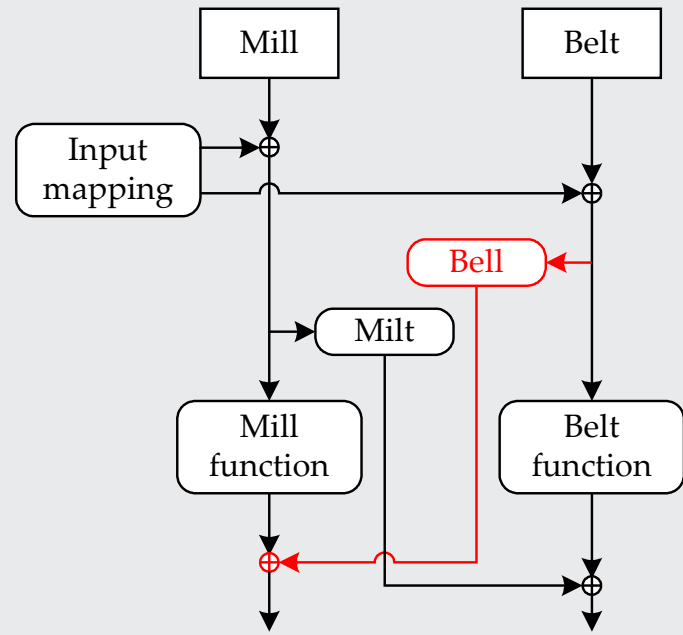 Mill
Belt
Input
mapping
Bell
Milt
Mill
function
Belt
function